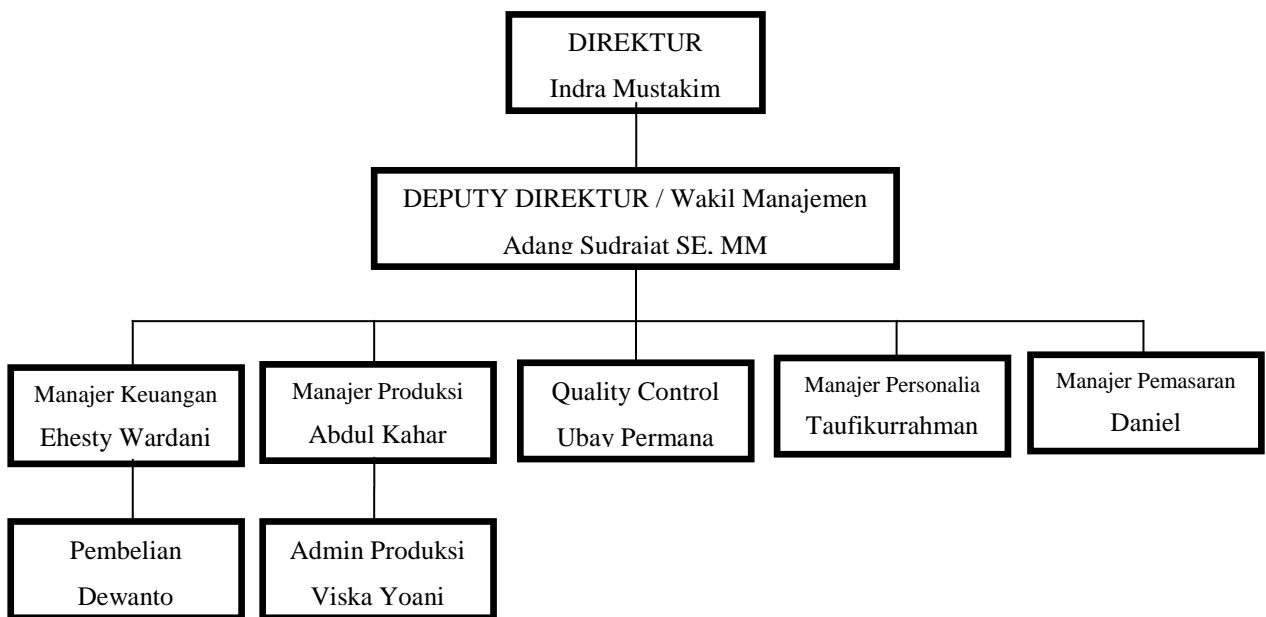 DIREKTUR
Indra Mustakim
DEPUTY DIREKTUR / Wakil Manajemen
Adang Sudrajat SE, MM
Manajer Keuangan
Ehesty Wardani
Manajer Produksi
Abdul Kahar
Quality Control
Ubay Permana
Manajer Personalia
Taufikurrahman
Manajer Pemasaran
Daniel
Pembelian
Dewanto
Admin Produksi
Viska Yoani